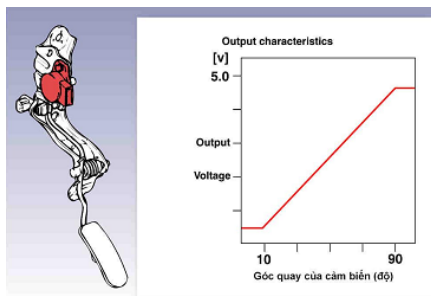 Output characteristics
[v]
5.0
Output
Voltage
10
90
Góc quay của cảm biến (độ)